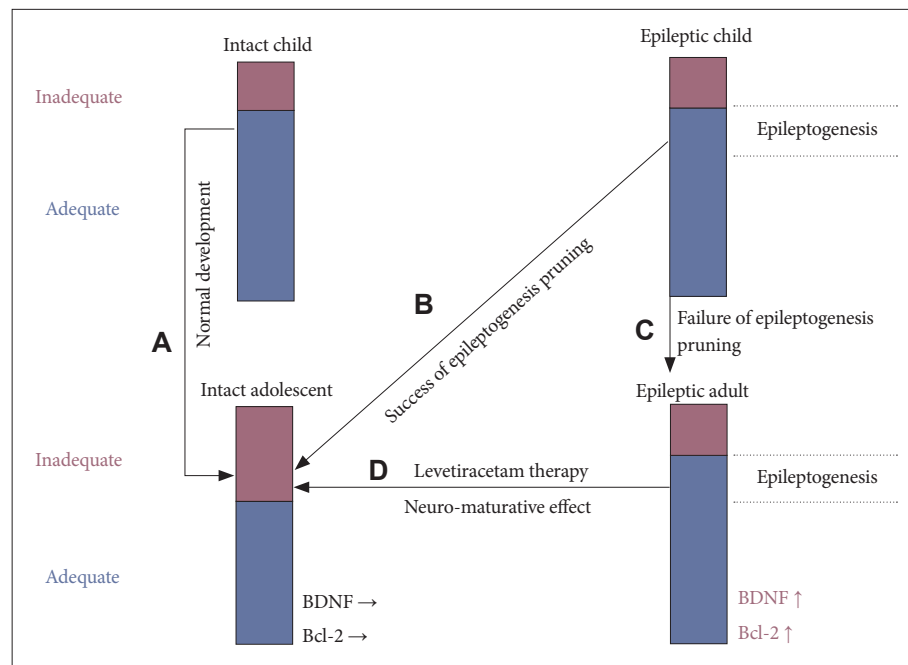 Intact child
Epileptic child
Inadequate
Epileptogenesis
Adequate
Normal development
A
B
Success of epileptogenesis pruning
C
Failure of epileptogenesis
pruning
Intact adolescent
Epileptic adult
Inadequate
D
Levetiracetam therapy
Neuro-maturative effect
Epileptogenesis
Adequate
BDNF →
Bcl-2 →
BDNF ↑
Bcl-2 ↑